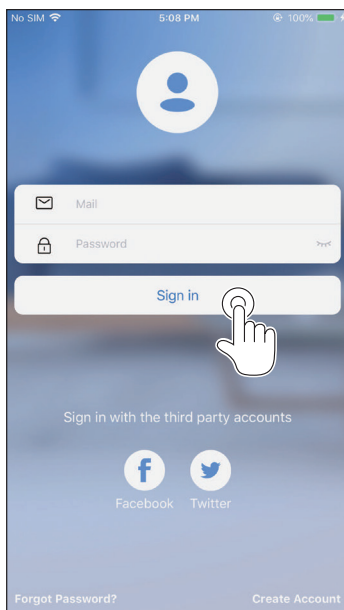 No SIM 5:08 PM 100%
Mail
Password
Sign in
Sign in with the third party accounts
f
Facebook Twitter
Forgot Password? Create Account